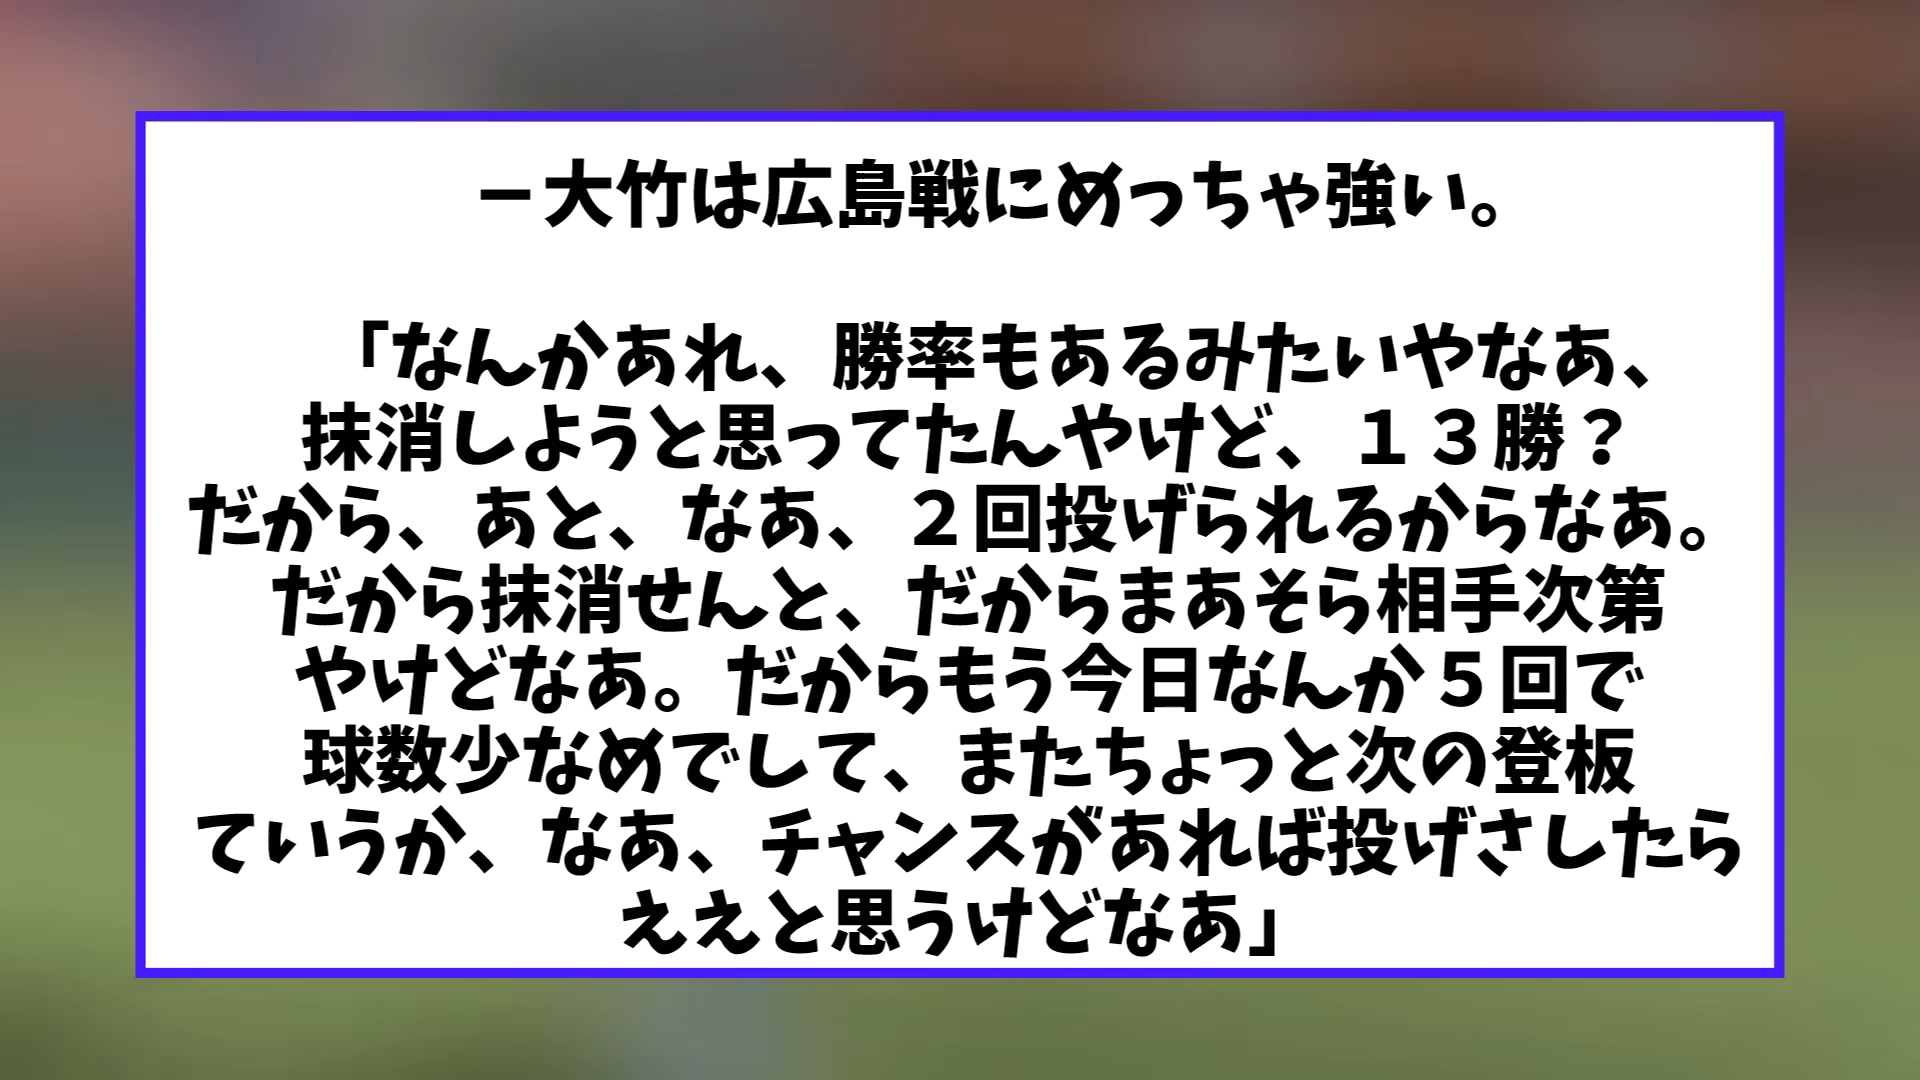 －大竹は広島戦にめっちゃ強い。
「なんかあれ、勝率もあるみたいやなあ、
抹消しようと思ってたんやけど、１３勝？
だから、あと、なあ、２回投げられるからなあ。
だから抹消せんと、だからまあそら相手次第
やけどなあ。だからもう今日なんか５回で
球数少なめでして、またちょっと次の登板
ていうか、なあ、チャンスがあれば投げさしたら
ええと思うけどなあ」